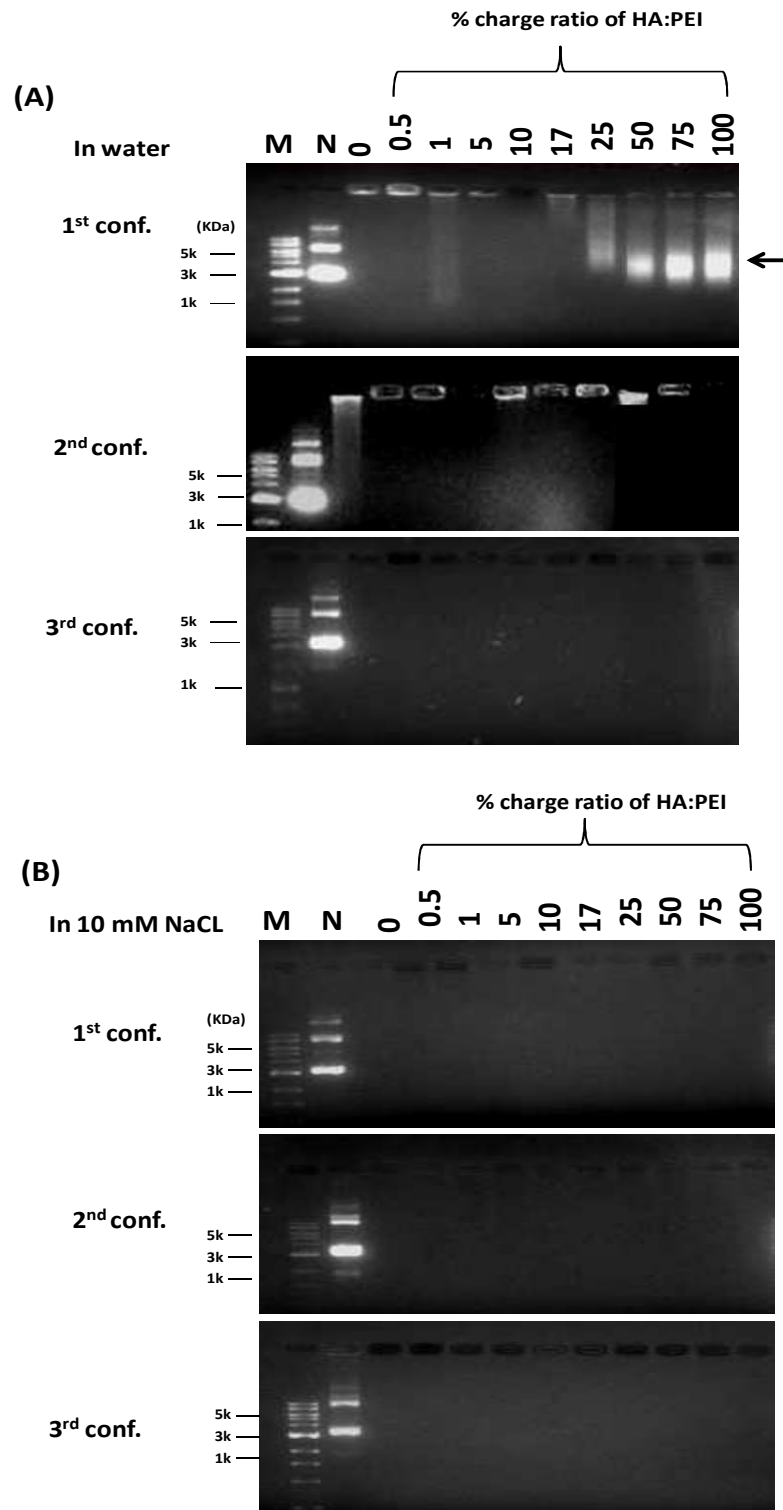 % charge ratio of HA:PEI
(A)
In water M N 0 0.5 1 5 10 17 25 50 75 100
1st conf. (KDa)
5k
3k
1k
2nd conf.
5k
3k
1k
3rd conf.
5k
3k
1k
% charge ratio of HA:PEI
(B)
In 10 mM NaCL M N 0 0.5 1 5 10 17 25 50 75 100
1st conf. (KDa)
5k
3k
1k
2nd conf.
5k
3k
1k
3rd conf.
5k
3k
1k